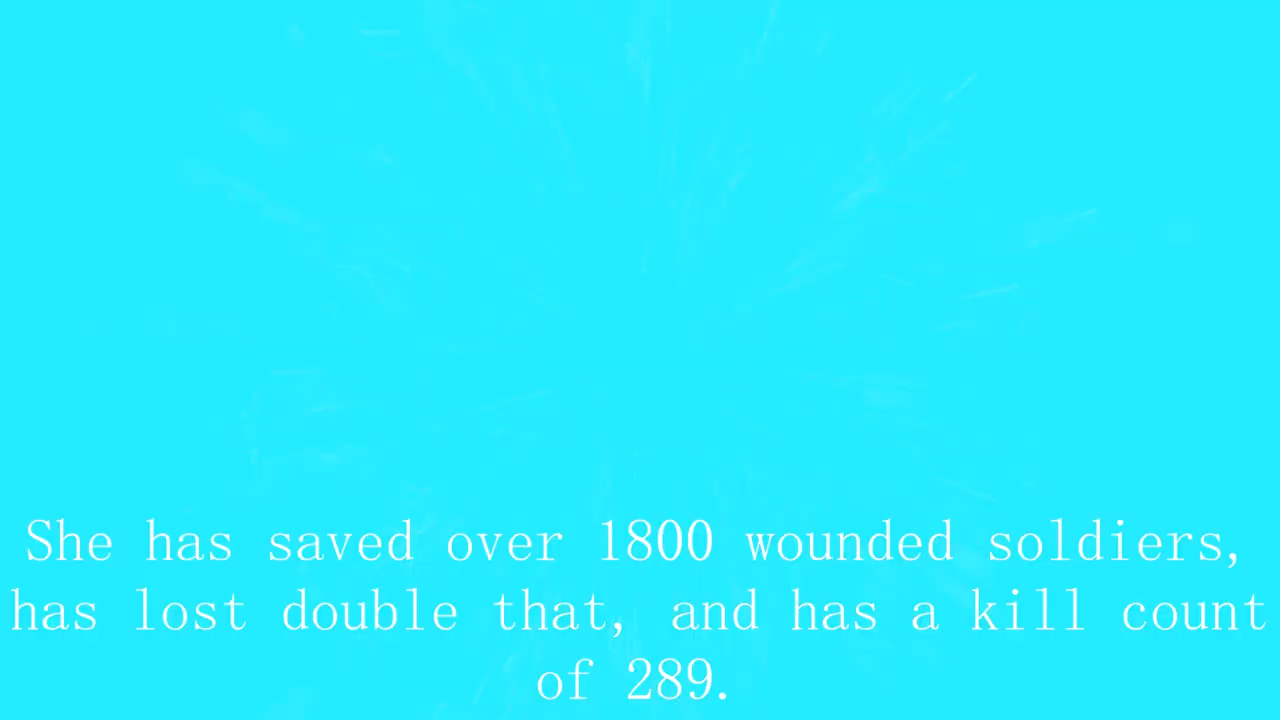 She has saved over 1800 wounded soldiers,
has lost double that, and has a kill count
of 289.